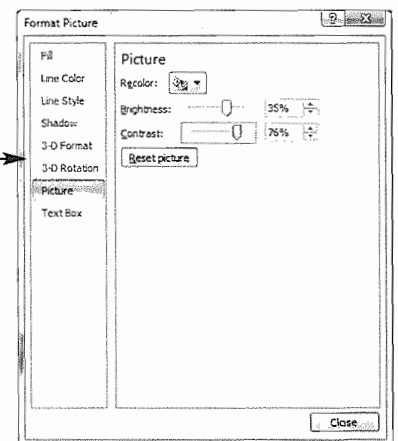 Format Picture
Fill
Line Color
Line Style
Shadow
3-D Format
3-D Rotation
Picture
Text Box
Picture
Recolor:
Brightness: 35%
Contrast: 76%
Reset picture
Close